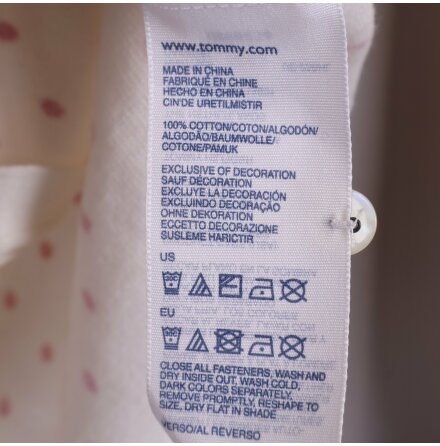 www.tommy.com
MADE IN CHINA
FABRIQUÉ EN CHINE
HECHO EN CHINA
CIN'DE URETILMISTIR
100% COTTON/COTON/ALGODÓN/
ALGODÃO/BAUMWOLLE/
COTONE/PAMUK
EXCLUSIVE OF DECORATION
SAUF DÉCORATION
EXCLUYE LA DECORACIÓN
EXCLUINDO DECORAÇÃO
OHNE DEKORATION
ECCETTO DECORAZIONE
SUSLEME HARICTIR
US
EU
CLOSE ALL FASTENERS, WASH AND
DRY INSIDE OUT, WASH COLD,
DARK COLORS SEPARATELY.
REMOVE PROMPTLY, RESHAPE TO
SIZE, DRY FLAT IN SHADE
VERSO/AL REVERSO